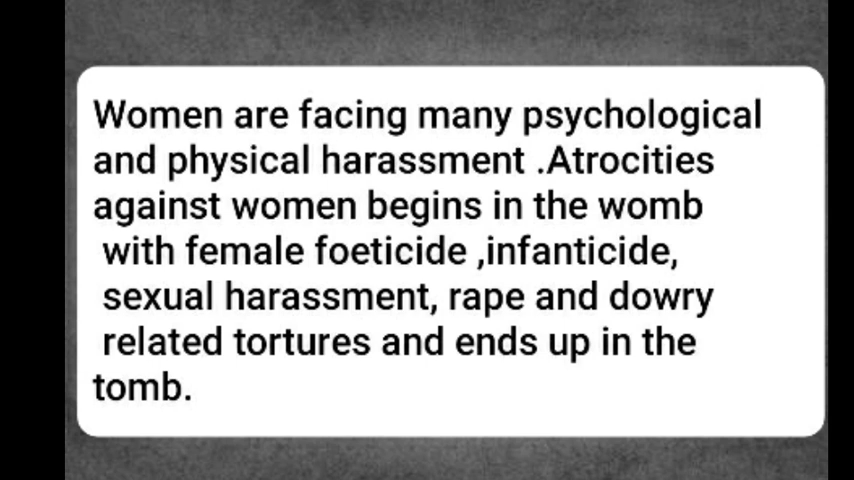 Women are facing many psychological
and physical harassment .Atrocities
against women begins in the womb
with female foeticide ,infanticide,
sexual harassment, rape and dowry
related tortures and ends up in the
tomb.